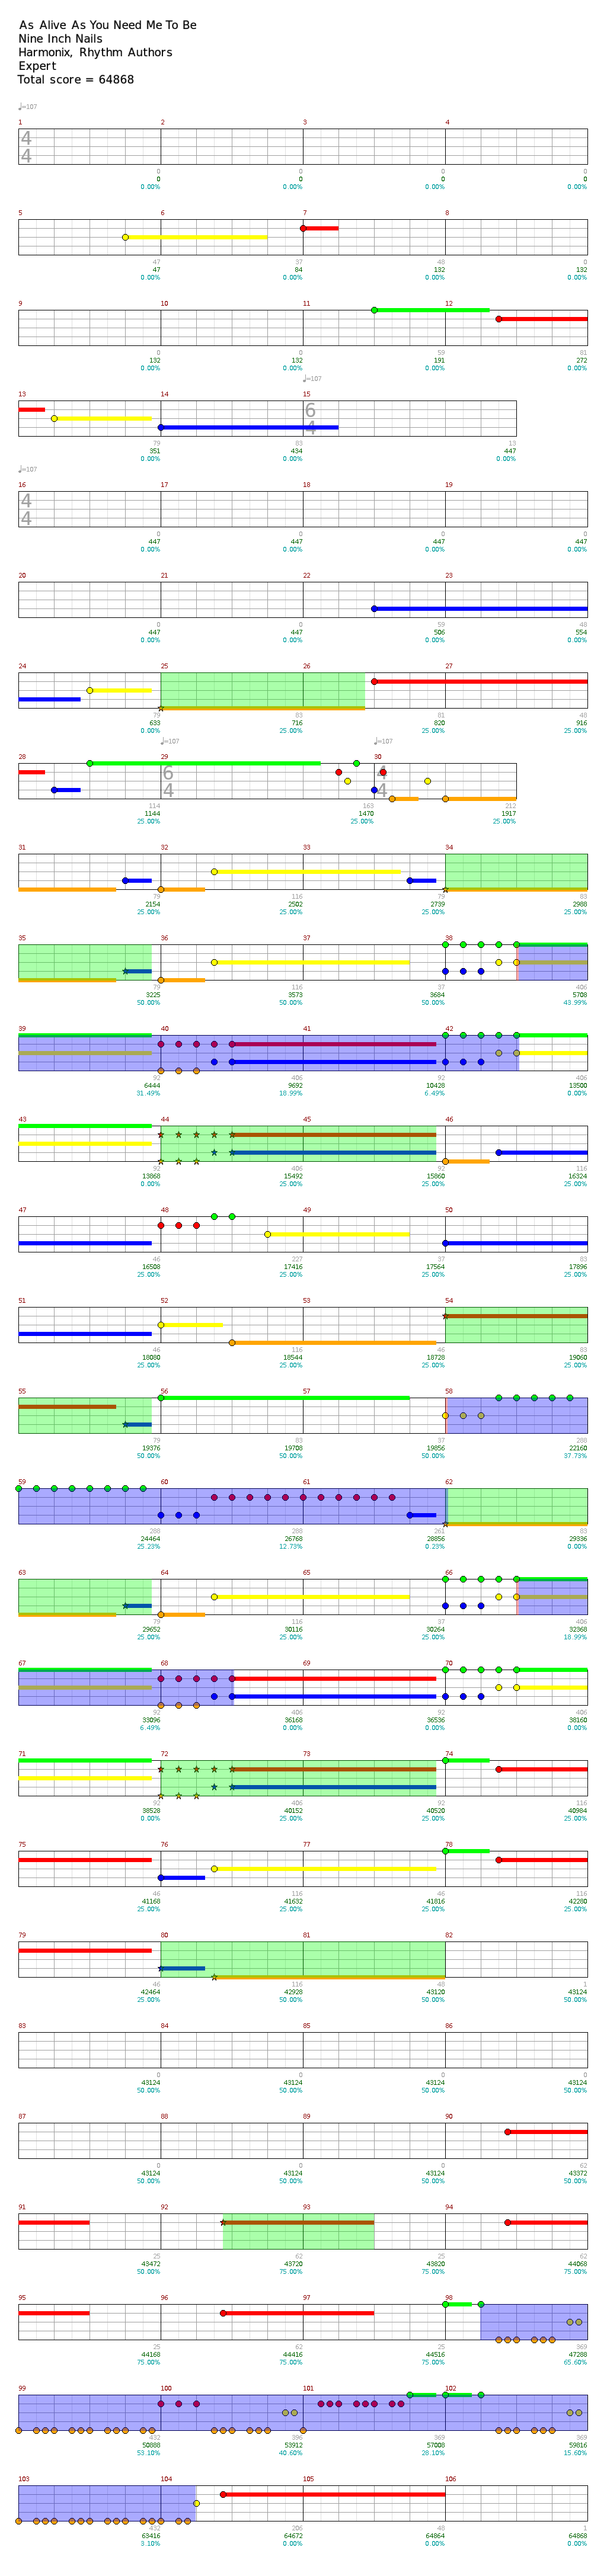 As Alive As You Need Me To Be
Nine Inch Nails
Harmonix, Rhythm Authors
Expert
Total score = 64868
♩=107
1 2 3 4
4
4
0 0 0 0
0 0 0 0
0.00% 0.00% 0.00% 0.00%
5 6 7 8
47 37 48 0
47 84 132 132
0.00% 0.00% 0.00% 0.00%
9 10 11 12
0 0 59 81
132 132 191 272
0.00% 0.00% 0.00% 0.00%
♩=107
13 14 15
6
4
79 83 13
351 434 447
0.00% 0.00% 0.00%
♩=107
16 17 18 19
4
4
0 0 0 0
447 447 447 447
0.00% 0.00% 0.00% 0.00%
20 21 22 23
0 0 59 48
447 447 506 554
0.00% 0.00% 0.00% 0.00%
24 25 26 27
79 83 81 48
633 716 820 916
0.00% 25.00% 25.00% 25.00%
♩=107 ♩=107
28 29 30
6 4
4 4
114 163 212
1144 1470 1917
25.00% 25.00% 25.00%
31 32 33 34
79 116 79 83
2154 2502 2739 2988
25.00% 25.00% 25.00% 25.00%
35 36 37 38
79 116 37 406
3225 3573 3684 5708
50.00% 50.00% 50.00% 43.99%
39 40 41 42
92 406 92 406
6444 9692 10428 13500
31.49% 18.99% 6.49% 0.00%
43 44 45 46
92 406 92 116
13868 15492 15860 16324
0.00% 25.00% 25.00% 25.00%
47 48 49 50
46 227 37 83
16508 17416 17564 17896
25.00% 25.00% 25.00% 25.00%
51 52 53 54
46 116 46 83
18080 18544 18728 19060
25.00% 25.00% 25.00% 25.00%
55 56 57 58
79 83 37 288
19376 19708 19856 22160
50.00% 50.00% 50.00% 37.73%
59 60 61 62
288 288 261 83
24464 26768 28856 29336
25.23% 12.73% 0.23% 0.00%
63 64 65 66
79 116 37 406
29652 30116 30264 32368
25.00% 25.00% 25.00% 18.99%
67 68 69 70
92 406 92 406
33096 36168 36536 38160
6.49% 0.00% 0.00% 0.00%
71 72 73 74
92 406 92 116
38528 40152 40520 40984
0.00% 25.00% 25.00% 25.00%
75 76 77 78
46 116 46 116
41168 41632 41816 42280
25.00% 25.00% 25.00% 25.00%
79 80 81 82
46 116 48 1
42464 42928 43120 43124
25.00% 50.00% 50.00% 50.00%
83 84 85 86
0 0 0 0
43124 43124 43124 43124
50.00% 50.00% 50.00% 50.00%
87 88 89 90
0 0 0 62
43124 43124 43124 43372
50.00% 50.00% 50.00% 50.00%
91 92 93 94
25 62 25 62
43472 43720 43820 44068
50.00% 75.00% 75.00% 75.00%
95 96 97 98
25 62 25 369
44168 44416 44516 47288
75.00% 75.00% 75.00% 65.60%
99 100 101 102
432 396 369 369
50888 53912 57008 59816
53.10% 40.60% 28.10% 15.60%
103 104 105 106
432 206 48 1
63416 64672 64864 64868
3.10% 0.00% 0.00% 0.00%